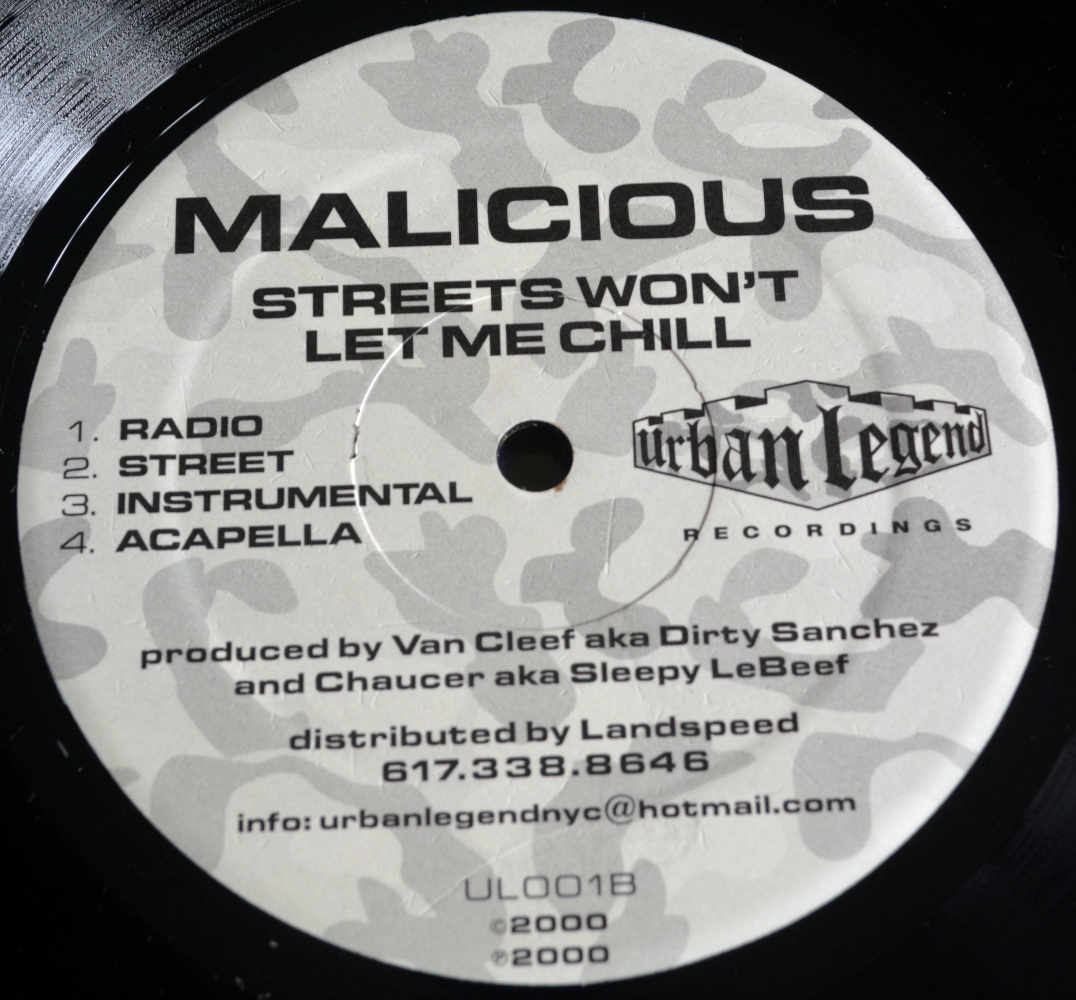 MALICIOUS
STREETS WON'T
LET ME CHILL
1. RADIO
2. STREET
3. INSTRUMENTAL
4. ACAPELLA
urban Legend
RECORDINGS
produced by Van Cleef aka Dirty Sanchez
and Chaucer aka Sleepy LeBeef
distributed by Landspeed
617.338.8646
info: urbanlegendnyc@hotmail.com
UL001B
©2000
℗2000